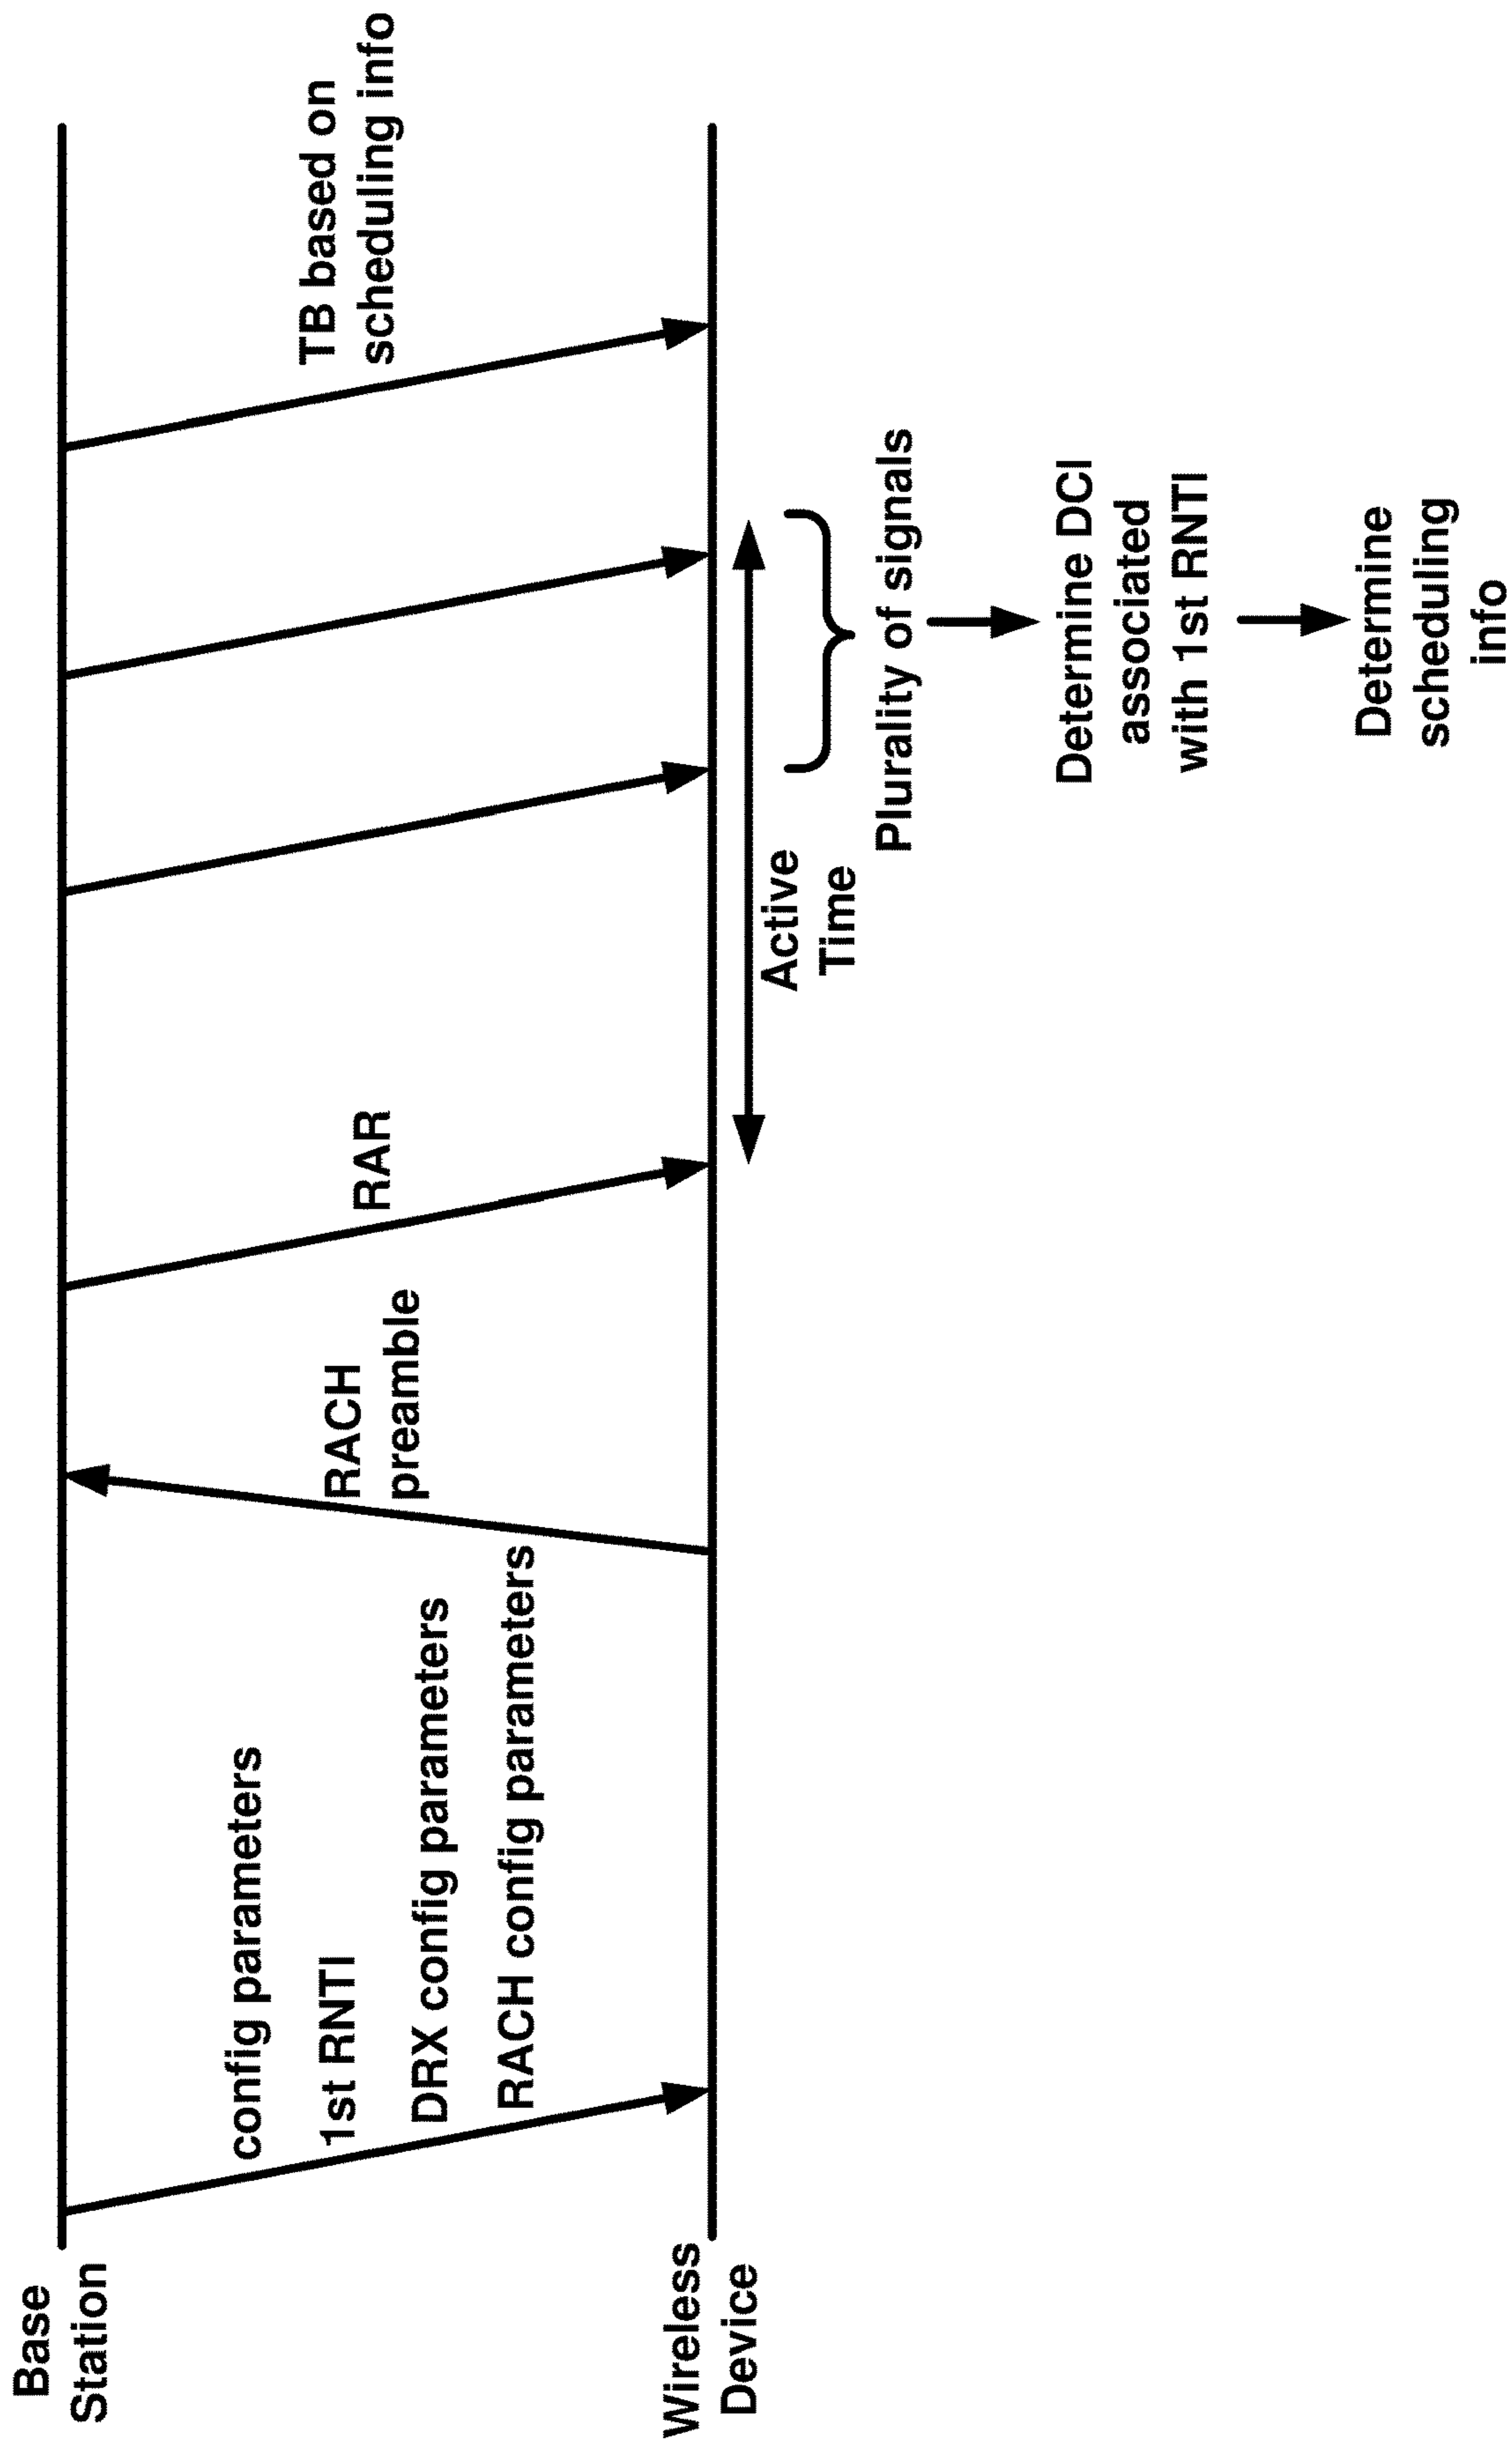 Base
Station
Wireless
Device
config parameters
1st RNTI
DRX config parameters
RACH config parameters
RACH
preamble
RAR
TB based on
scheduling info
Active
Time
Plurality of signals
Determine DCI
associated
with 1st RNTI
Determine
scheduling
info